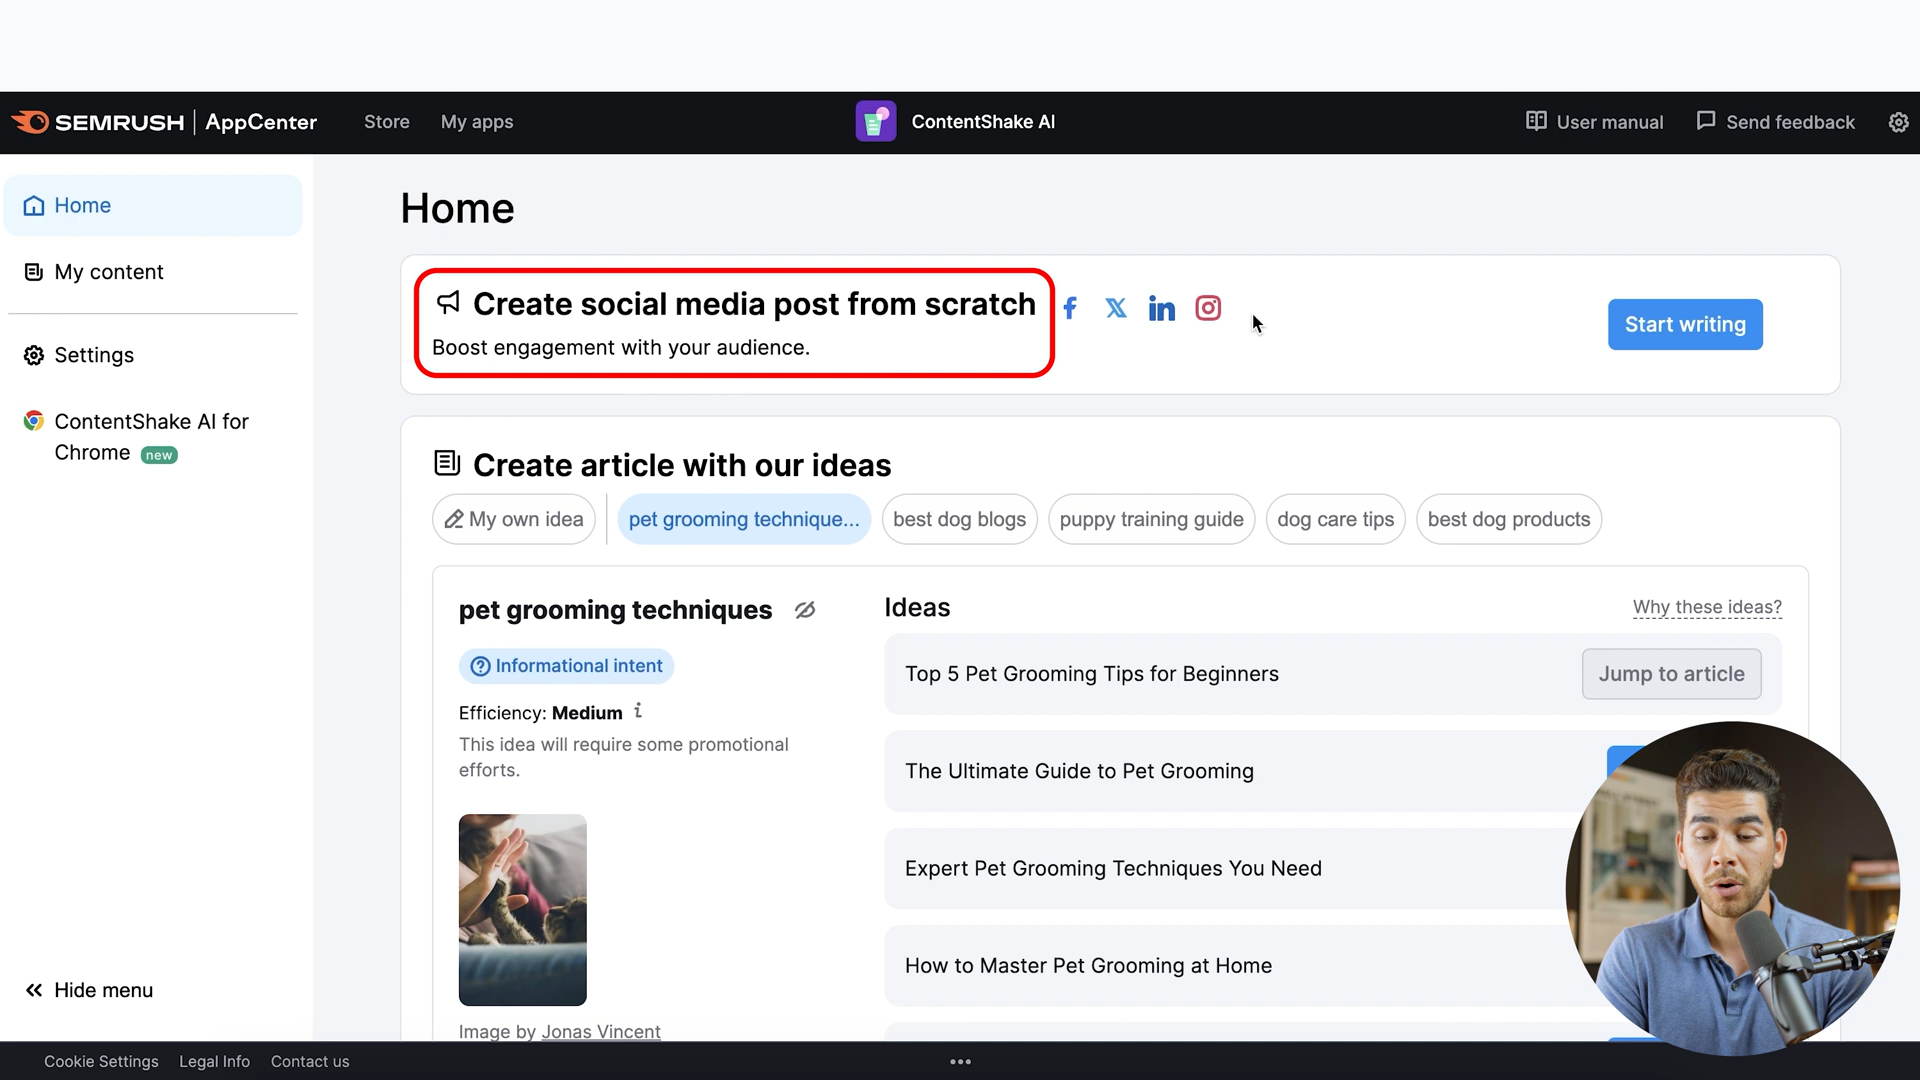 SEMRUSH | AppCenter
Store
My apps
ContentShake AI
User manual
Send feedback
Home
My content
Settings
ContentShake AI for
Chrome new
Hide menu
Home
Create social media post from scratch
Boost engagement with your audience.
Start writing
Create article with our ideas
My own idea
pet grooming technique...
best dog blogs
puppy training guide
dog care tips
best dog products
pet grooming techniques
Informational intent
Efficiency: Medium
This idea will require some promotional
efforts.
Image by Jonas Vincent
Ideas
Why these ideas?
Top 5 Pet Grooming Tips for Beginners
Jump to article
The Ultimate Guide to Pet Grooming
Expert Pet Grooming Techniques You Need
How to Master Pet Grooming at Home
Cookie Settings
Legal Info
Contact us